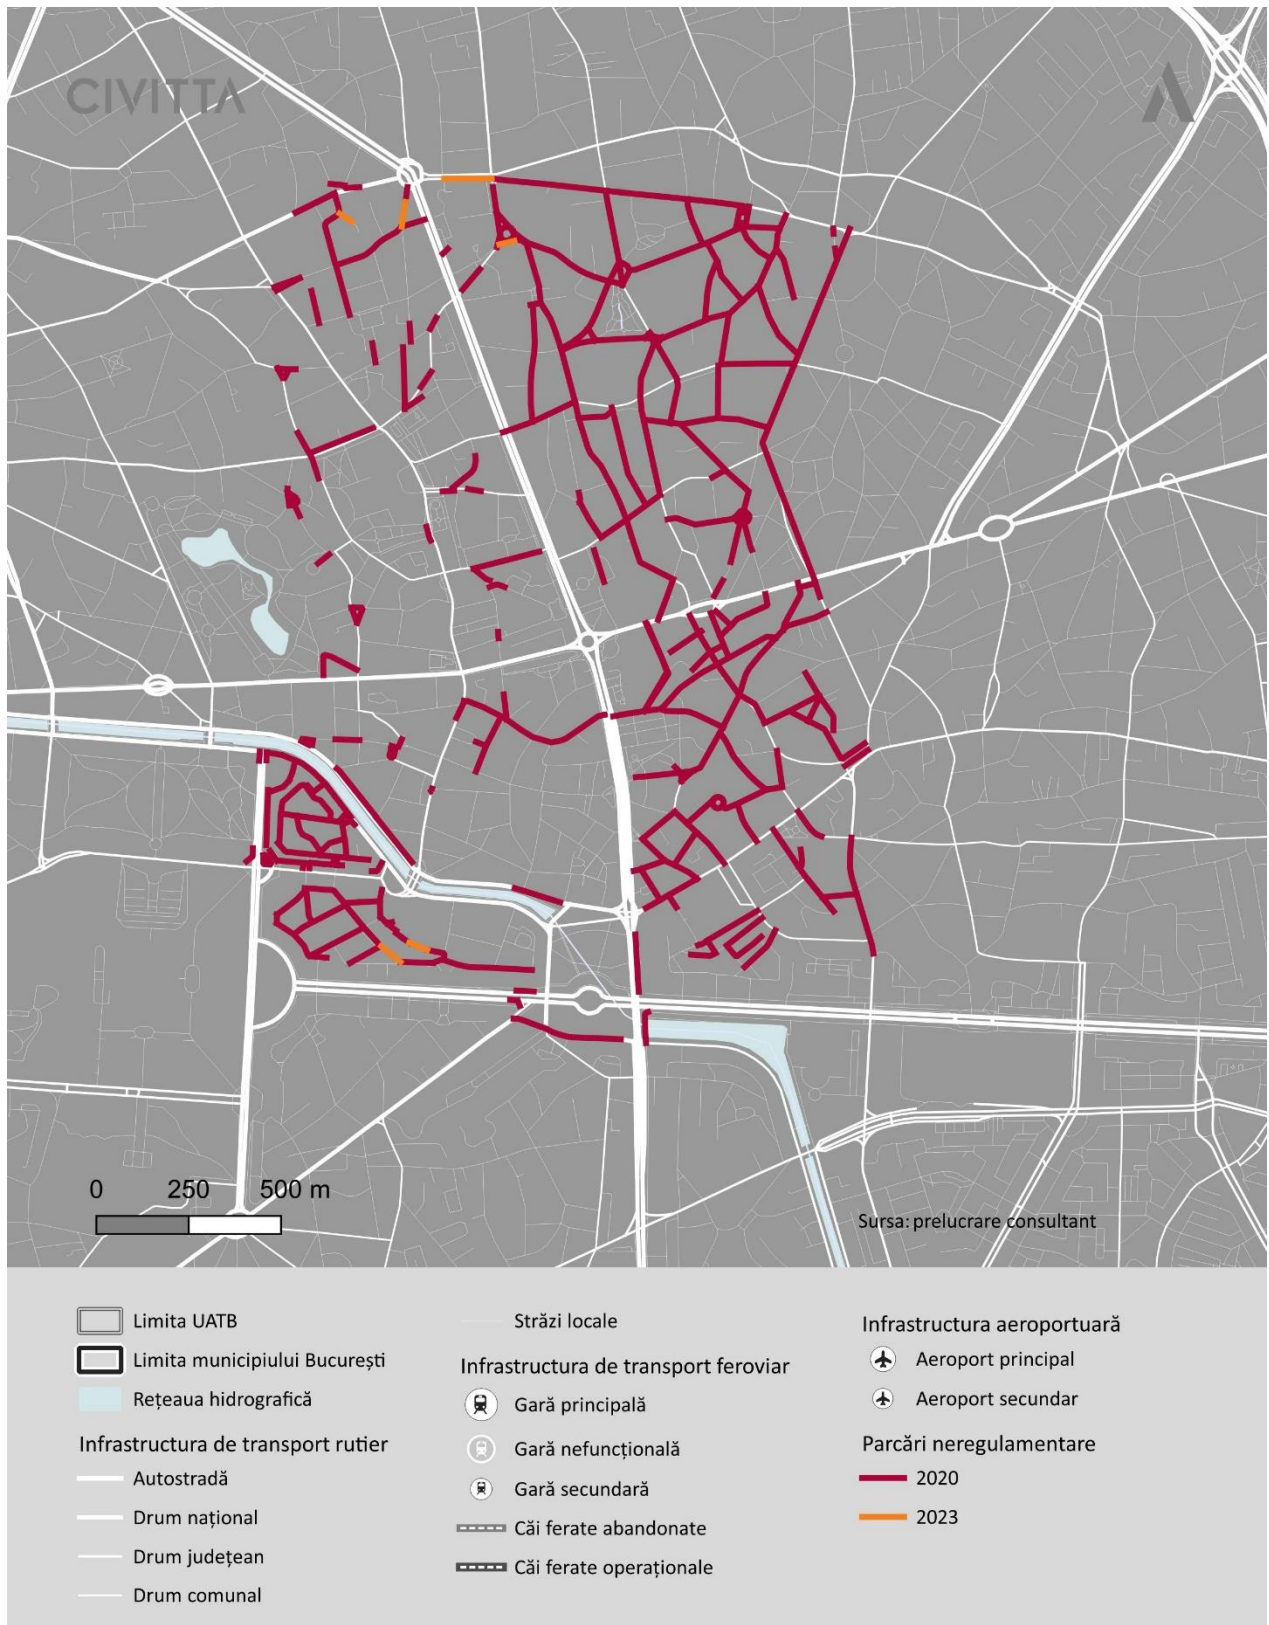 CIVITTA
0 250 500 m
Sursa: prelucrare consultant
Limita UATB
Limita municipiului București
Rețeaua hidrografică
Infrastructura de transport rutier
Autostradă
Drum național
Drum județean
Drum comunal
Străzi locale
Infrastructura de transport feroviar
Gară principală
Gară nefuncțională
Gară secundară
Căi ferate abandonate
Căi ferate operaționale
Infrastructura aeroportuară
Aeroport principal
Aeroport secundar
Parcări neregulamentare
2020
2023